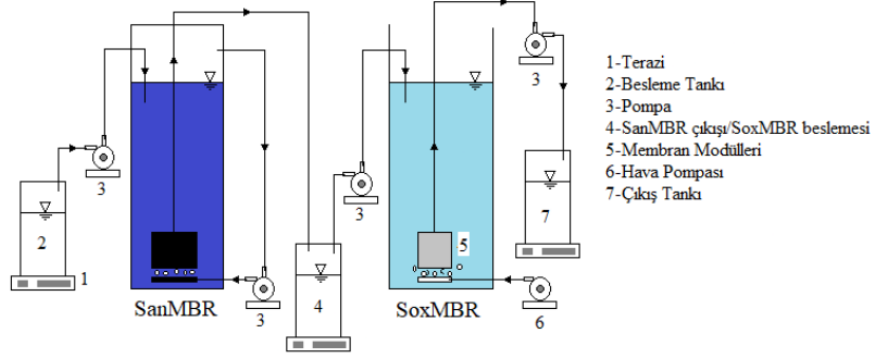 3
1-Terazi
2-Besleme Tankı
3-Pompa
4-SanMBR çıkışı/SoxMBR beslemesi
5-Membran Modülleri
6-Hava Pompası
7-Çıkış Tankı
3
3
2
1
5
7
4
3
6
SanMBR
SoxMBR